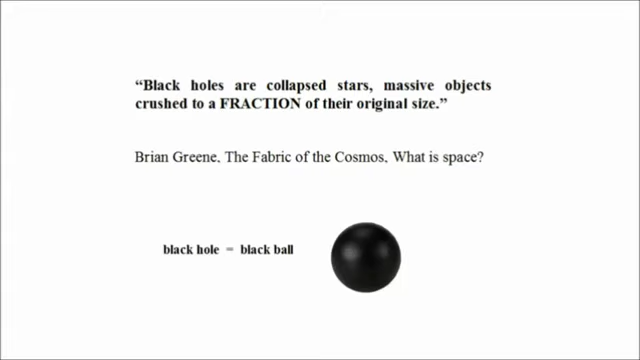 “Black holes are collapsed stars, massive objects
crushed to a FRACTION of their original size.”
Brian Greene, The Fabric of the Cosmos, What is space?
black hole = black ball